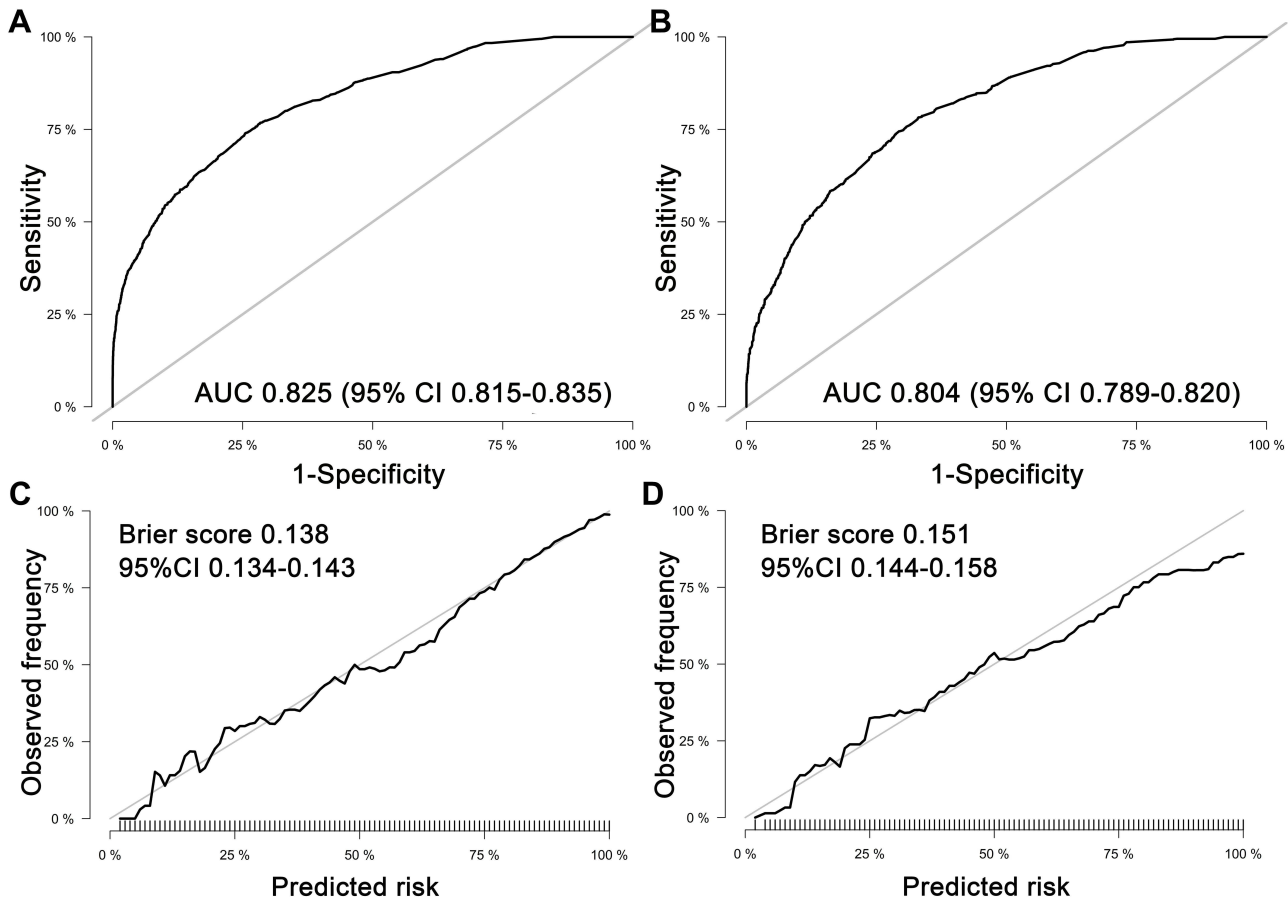 A
100 %
75 %
50 %
25 %
0 %
Sensitivity
AUC 0.825 (95% CI 0.815-0.835)
0 %
25 %
50 %
75 %
100 %
1-Specificity
B
100 %
75 %
50 %
25 %
0 %
Sensitivity
AUC 0.804 (95% CI 0.789-0.820)
0 %
25 %
50 %
75 %
100 %
1-Specificity
C
100 %
75 %
50 %
25 %
0 %
Observed frequency
Brier score 0.138
95%CI 0.134-0.143
0 %
25 %
50 %
75 %
100 %
Predicted risk
D
100 %
75 %
50 %
25 %
0 %
Observed frequency
Brier score 0.151
95%CI 0.144-0.158
0 %
25 %
50 %
75 %
100 %
Predicted risk